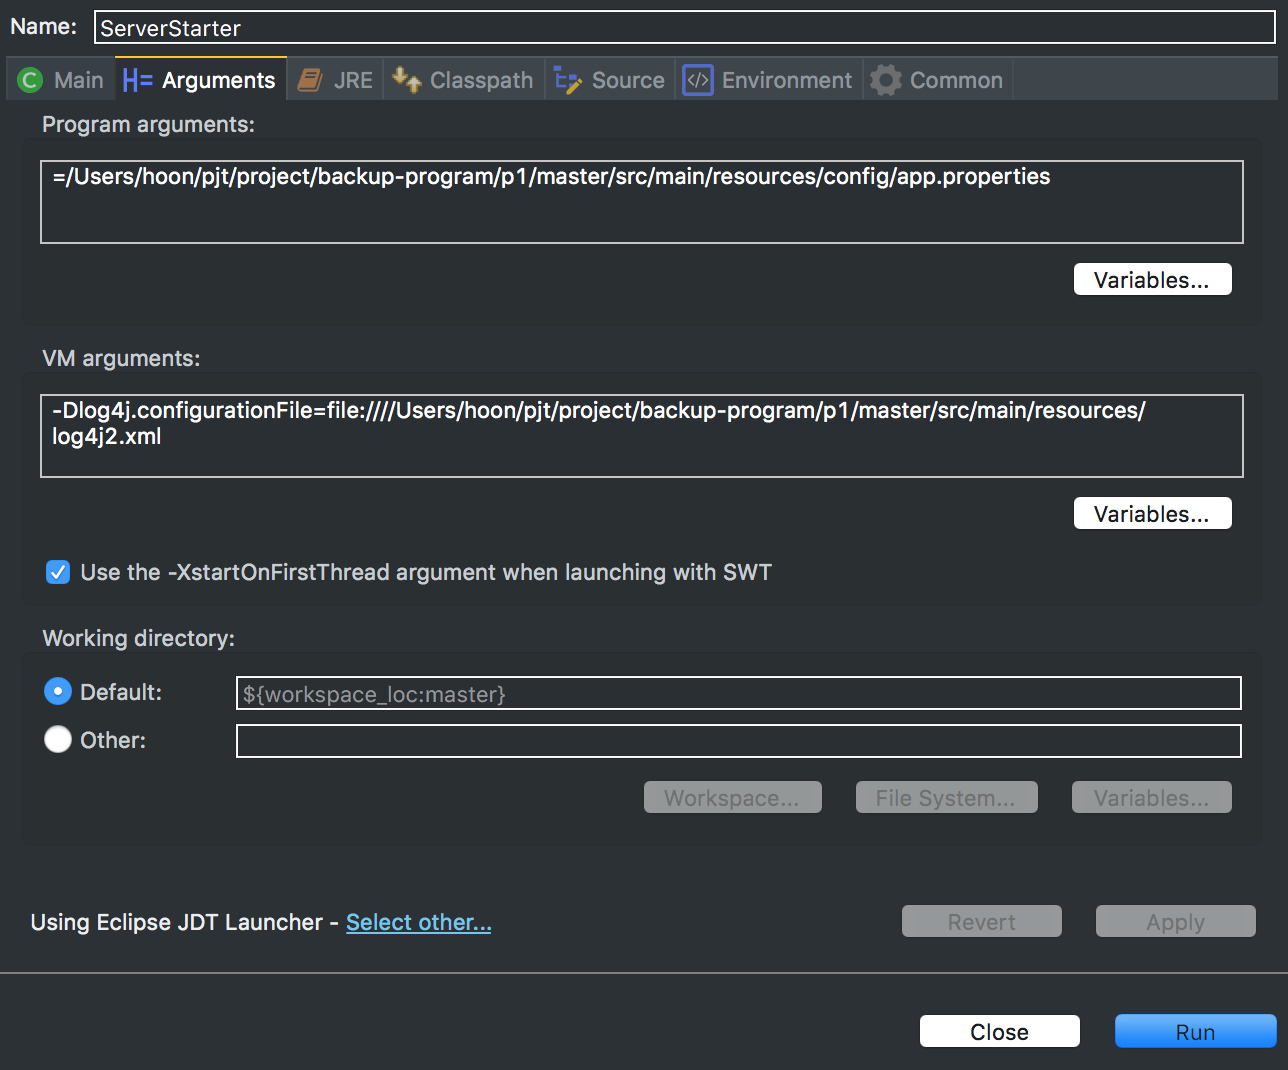 Name: ServerStarter
Main Arguments JRE Classpath Source Environment Common
Program arguments:
=/Users/hoon/pjt/project/backup-program/p1/master/src/main/resources/config/app.properties
Variables...
VM arguments:
-Dlog4j.configurationFile=file:////Users/hoon/pjt/project/backup-program/p1/master/src/main/resources/
log4j2.xml
Variables...
Use the -XstartOnFirstThread argument when launching with SWT
Working directory:
Default: ${workspace_loc:master}
Other:
Workspace... File System... Variables...
Using Eclipse JDT Launcher - Select other... Revert Apply
Close Run